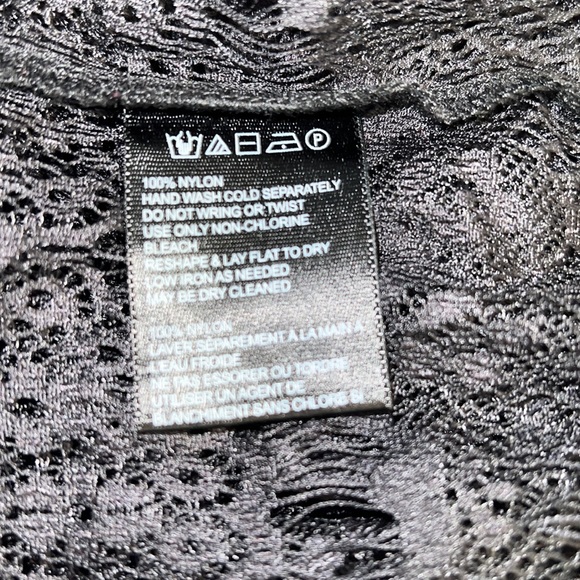 P
100% NYLON
HAND WASH COLD SEPARATELY
DO NOT WRING OR TWIST
USE ONLY NON-CHLORINE
BLEACH
RESHAPE & LAY FLAT TO DRY
LOW IRON AS NEEDED
MAY BE DRY CLEANED
100% NYLON
LAVER SÉPAREMENT À LA MAIN A
L'EAU FROIDE
NE PAS ESSORER OU TORDRE
UTILISER UN AGENT DE
BLANCHIMENT SANS CHLORE SI